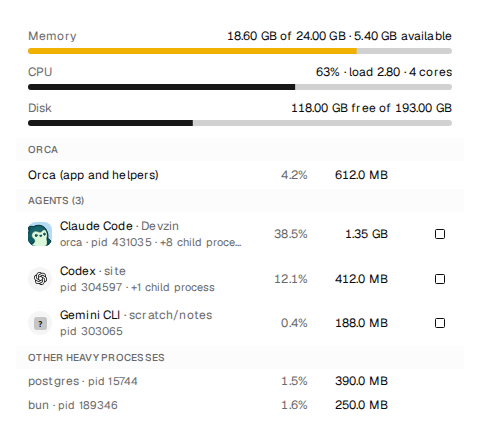 Memory 18.60 GB of 24.00 GB · 5.40 GB available
CPU 63% · load 2.80 · 4 cores
Disk 118.00 GB free of 193.00 GB
ORCA
Orca (app and helpers) 4.2% 612.0 MB
AGENTS (3)
Claude Code · Devzin 38.5% 1.35 GB
orca · pid 431035 · +8 child proce...
Codex · site 12.1% 412.0 MB
pid 304597 · +1 child process
Gemini CLI · scratch/notes 0.4% 188.0 MB
? pid 303065
OTHER HEAVY PROCESSES
postgres · pid 15744 1.5% 390.0 MB
bun · pid 189346 1.6% 250.0 MB